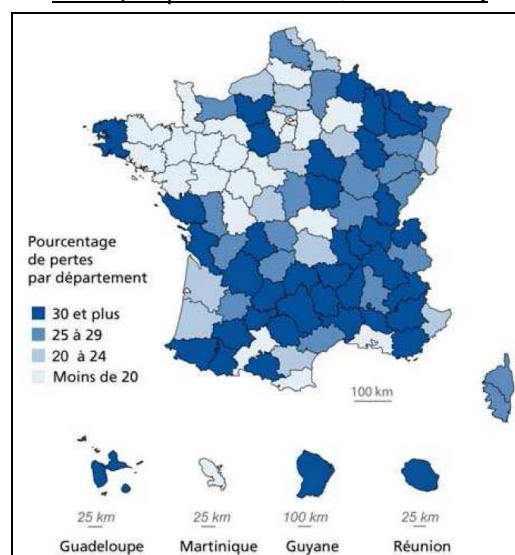 Pourcentage
de pertes
par département
30 et plus
25 à 29
20 à 24
Moins de 20
100 km
25 km
25 km
100 km
25 km
Guadeloupe
Martinique
Guyane
Réunion